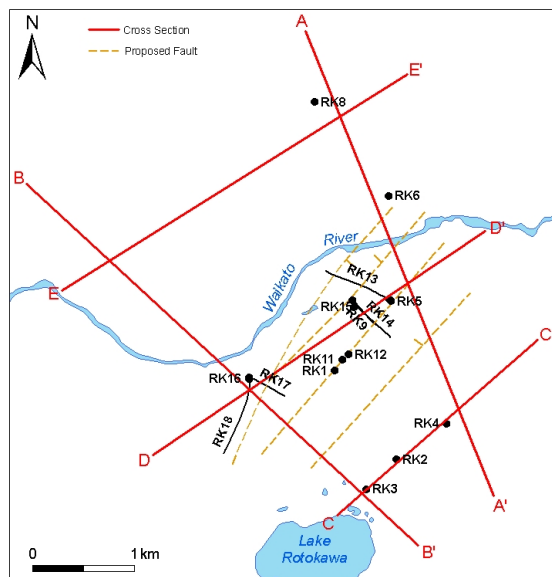 N
Cross Section
Proposed Fault
A
E'
RK8
B
RK6
D'
River
Waikato
RK13
E
RK15
RK5
RK14
RK9
C
RK11
RK12
RK1
RK16
RK17
RK18
RK4
D
RK2
RK3
A'
C
B'
Lake
Rotokawa
0
1 km